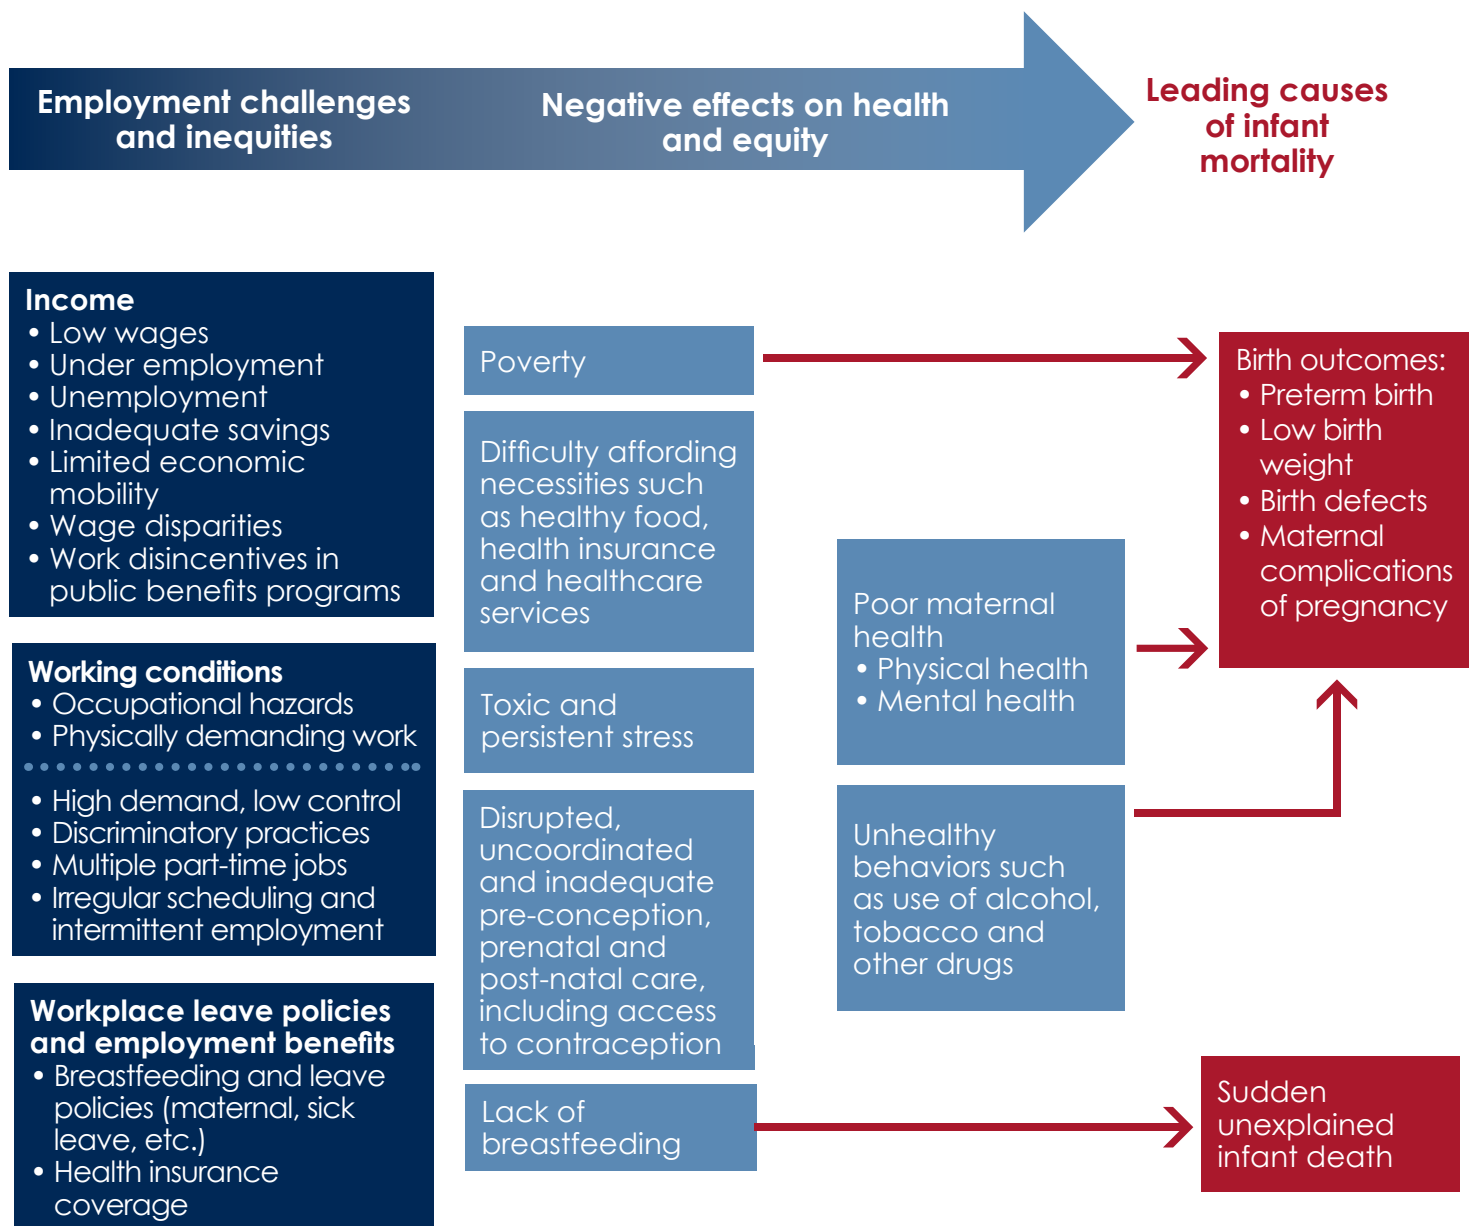 Employment challenges
and inequities
Negative effects on health
and equity
Leading causes
of infant
mortality
Income
• Low wages
• Under employment
• Unemployment
• Inadequate savings
• Limited economic
mobility
• Wage disparities
• Work disincentives in
public benefits programs
Working conditions
• Occupational hazards
• Physically demanding work
• High demand, low control
• Discriminatory practices
• Multiple part-time jobs
• Irregular scheduling and
intermittent employment
Workplace leave policies
and employment benefits
• Breastfeeding and leave
policies (maternal, sick
leave, etc.)
• Health insurance
coverage
Poverty
Difficulty affording
necessities such
as healthy food,
health insurance
and healthcare
services
Toxic and
persistent stress
Disrupted,
uncoordinated
and inadequate
pre-conception,
prenatal and
post-natal care,
including access
to contraception
Lack of
breastfeeding
Poor maternal
health
• Physical health
• Mental health
Unhealthy
behaviors such
as use of alcohol,
tobacco and
other drugs
Birth outcomes:
• Preterm birth
• Low birth
weight
• Birth defects
• Maternal
complications
of pregnancy
Sudden
unexplained
infant death